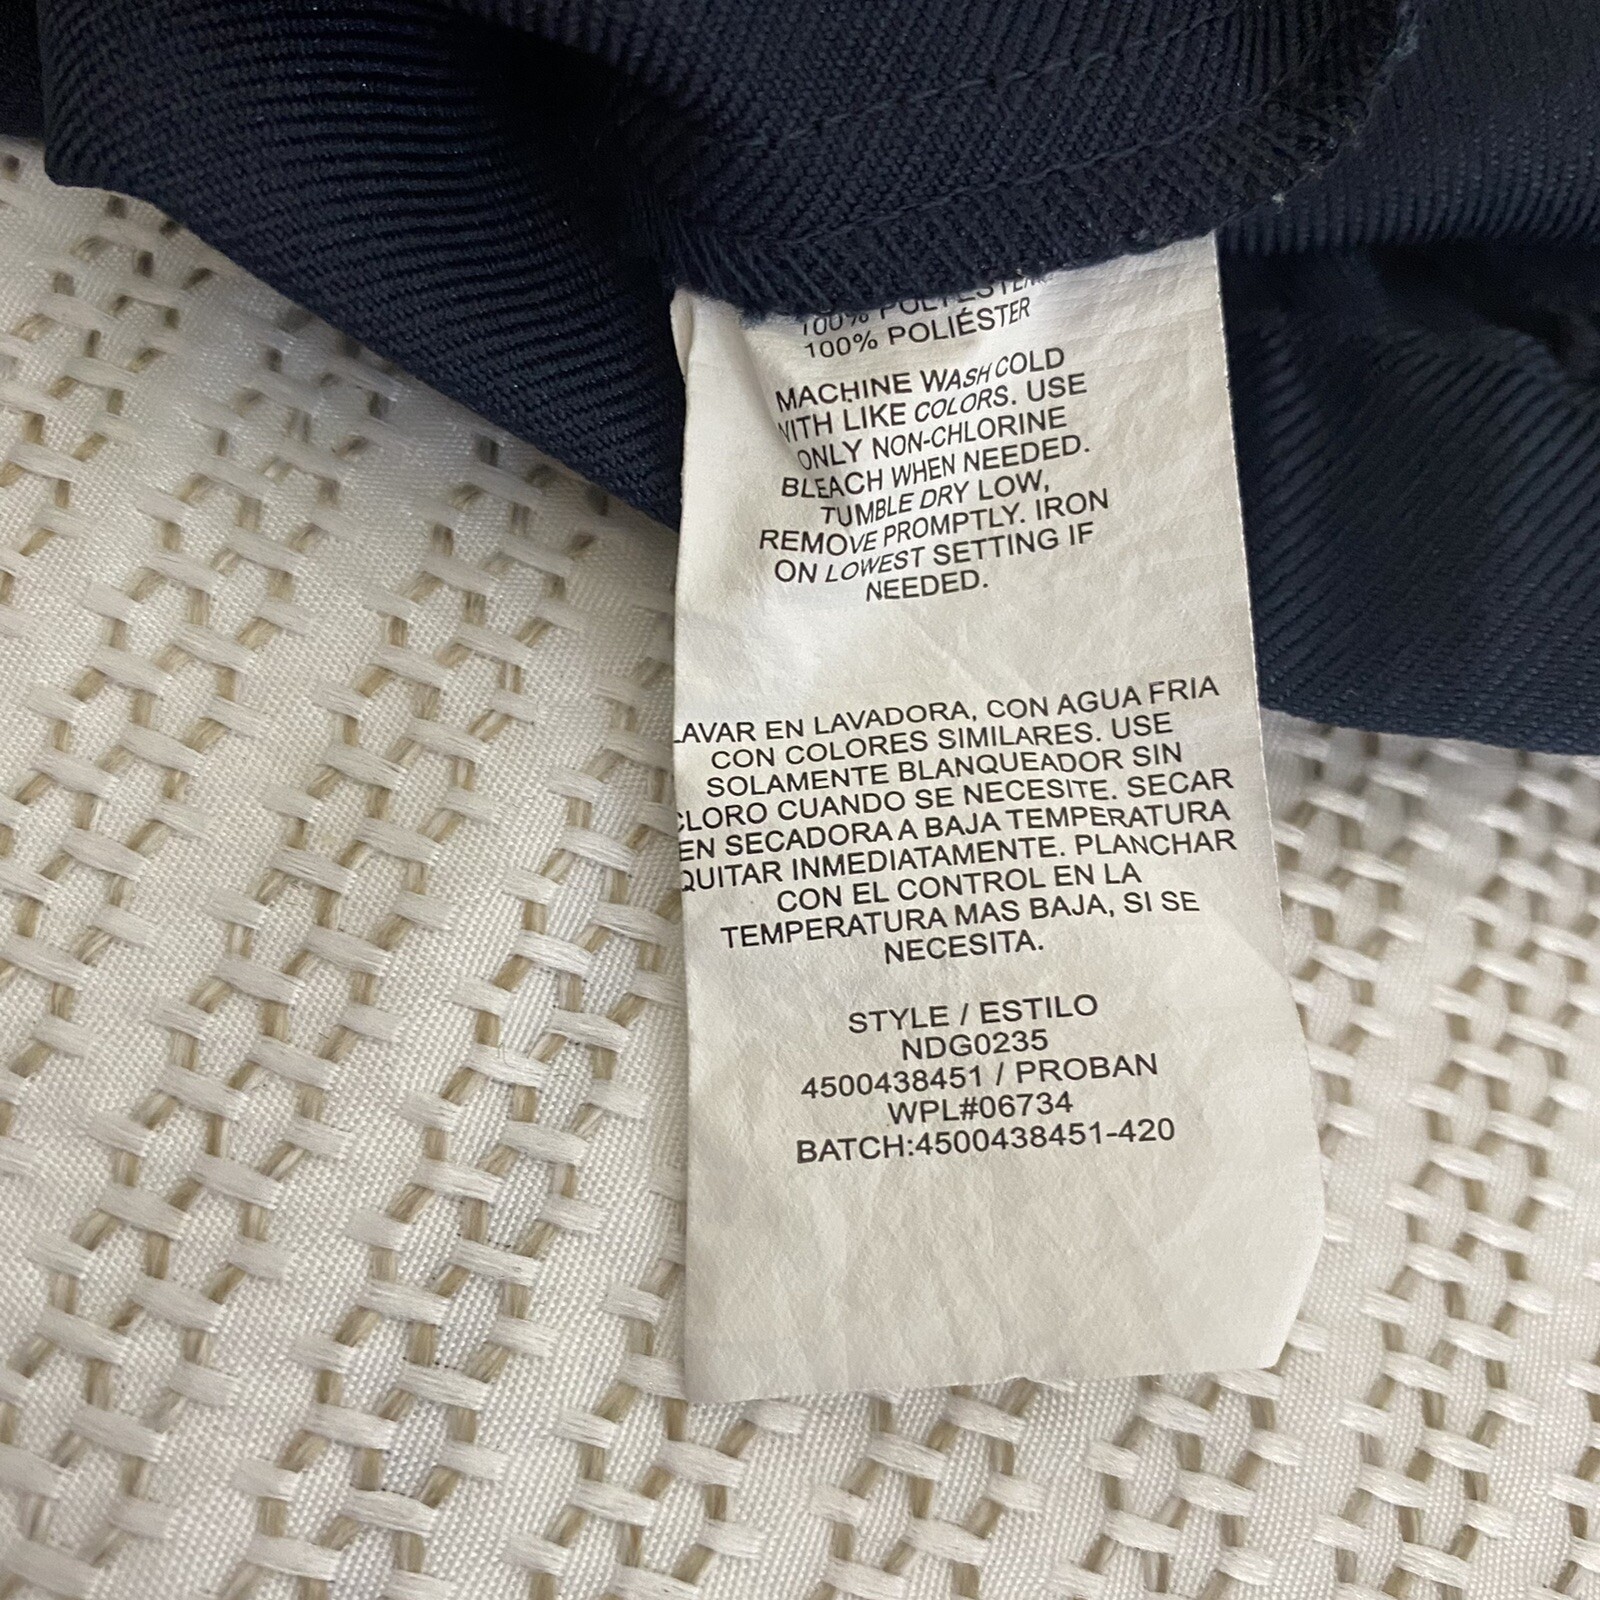 100% POLYESTER
100% POLIÉSTER
MACHINE WASH COLD
WITH LIKE COLORS. USE
ONLY NON-CHLORINE
BLEACH WHEN NEEDED.
TUMBLE DRY LOW,
REMOVE PROMPTLY. IRON
ON LOWEST SETTING IF
NEEDED.
LAVAR EN LAVADORA, CON AGUA FRIA
CON COLORES SIMILARES. USE
SOLAMENTE BLANQUEADOR SIN
CLORO CUANDO SE NECESITE. SECAR
EN SECADORA A BAJA TEMPERATURA
QUITAR INMEDIATAMENTE. PLANCHAR
CON EL CONTROL EN LA
TEMPERATURA MAS BAJA, SI SE
NECESITA.
STYLE / ESTILO
NDG0235
4500438451 / PROBAN
WPL#06734
BATCH:4500438451-420